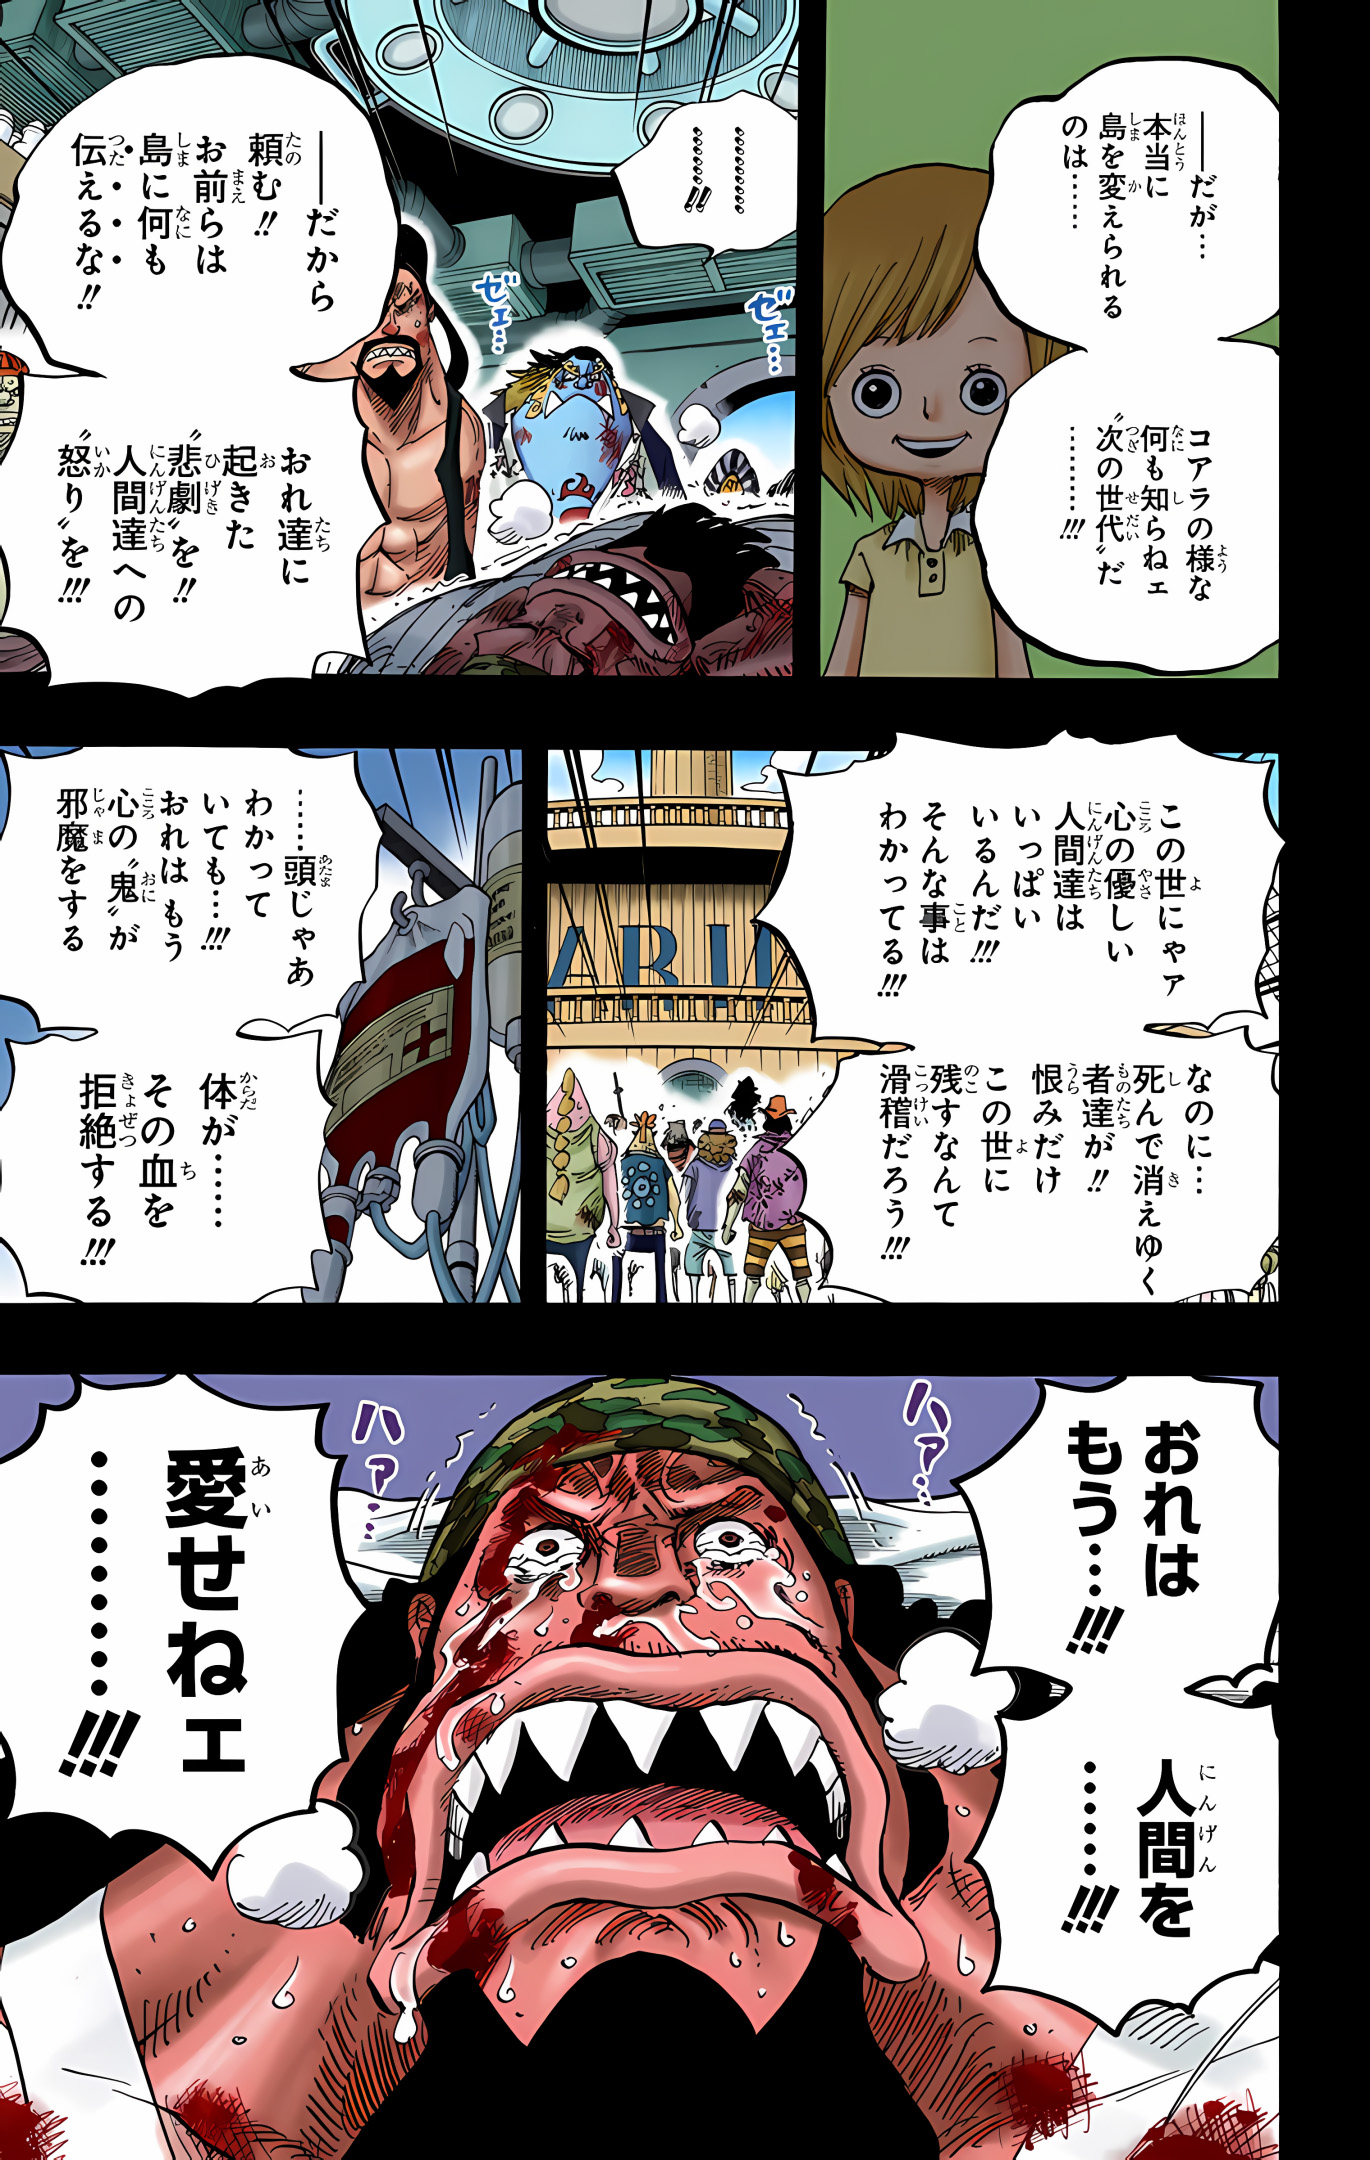 ――だが…
本当に
島を変えられる
のは……
コアラの様な
何も知らねェ
〝次の世代〟だ
…………!!!
………………!!
ゼェ…
ゼェ…
――だから
頼む!!
お前らは
島に何も
伝えるな!!
おれ達に
起きた
〝悲劇〟を!!
人間達への
〝怒り〟を!!!
この世にゃァ
心の優しい
人間達は
いっぱい
いるんだ!!!
そんな事は
わかってる!!!
なのに…
死んで消えゆく
者達が!!
恨みだけ
この世に
残すなんて
滑稽だろう!!!
ARII
……頭じゃあ
わかって
いても…!!!
おれはもう
心の〝鬼〟が
邪魔をする
体が……
その血を
拒絶する!!!
おれは
もう…!!!
人間を
……!!!
ハァ…
ハァ…
愛せねェ
………!!!